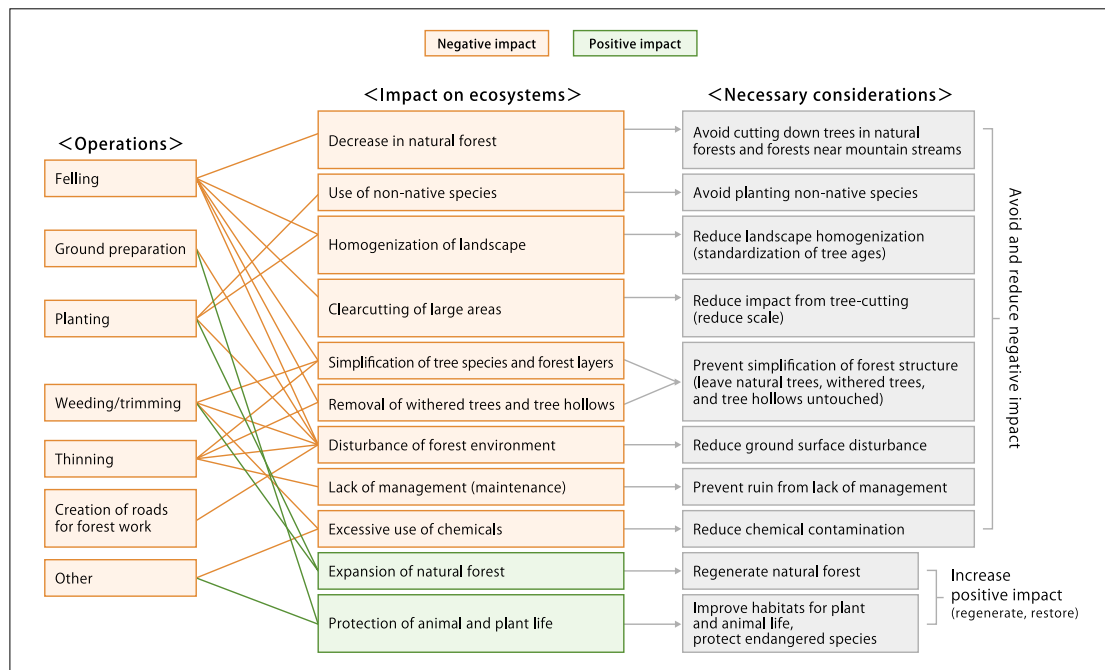 Negative impact
Positive impact
<Operations>
Felling
Ground preparation
Planting
Weeding/trimming
Thinning
Creation of roads
for forest work
Other
<Impact on ecosystems>
Decrease in natural forest
Use of non-native species
Homogenization of landscape
Clearcutting of large areas
Simplification of tree species and forest layers
Removal of withered trees and tree hollows
Disturbance of forest environment
Lack of management (maintenance)
Excessive use of chemicals
Expansion of natural forest
Protection of animal and plant life
<Necessary considerations>
Avoid cutting down trees in natural
forests and forests near mountain streams
Avoid planting non-native species
Reduce landscape homogenization
(standardization of tree ages)
Reduce impact from tree-cutting
(reduce scale)
Prevent simplification of forest structure
(leave natural trees, withered trees,
and tree hollows untouched)
Reduce ground surface disturbance
Prevent ruin from lack of management
Reduce chemical contamination
Regenerate natural forest
Improve habitats for plant
and animal life,
protect endangered species
Avoid and reduce negative impact
Increase
positive impact
(regenerate, restore)